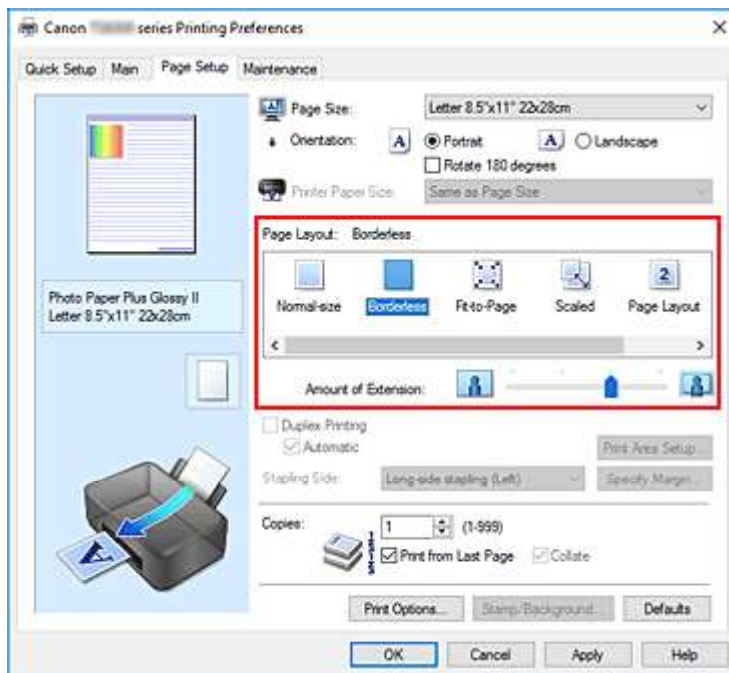 Canon series Printing Preferences
Quick Setup Main Page Setup Maintenance
Page Size: Letter 8.5"x11" 22x28cm
Orientation: A Portrait A Landscape
Rotate 180 degrees
Printer Paper Size: Same as Page Size
Page Layout: Borderless
2
Normal-size Borderless Fit-to-Page Scaled Page Layout
Photo Paper Plus Glossy II
Letter 8.5"x11" 22x28cm
Amount of Extension:
Duplex Printing
Automatic Print Area Setup...
Stapling Side: Long-side stapling (Left) Specify Margin...
Copies: 1 (1-999)
Print from Last Page Collate
Print Options... Stamp/Background... Defaults
OK Cancel Apply Help